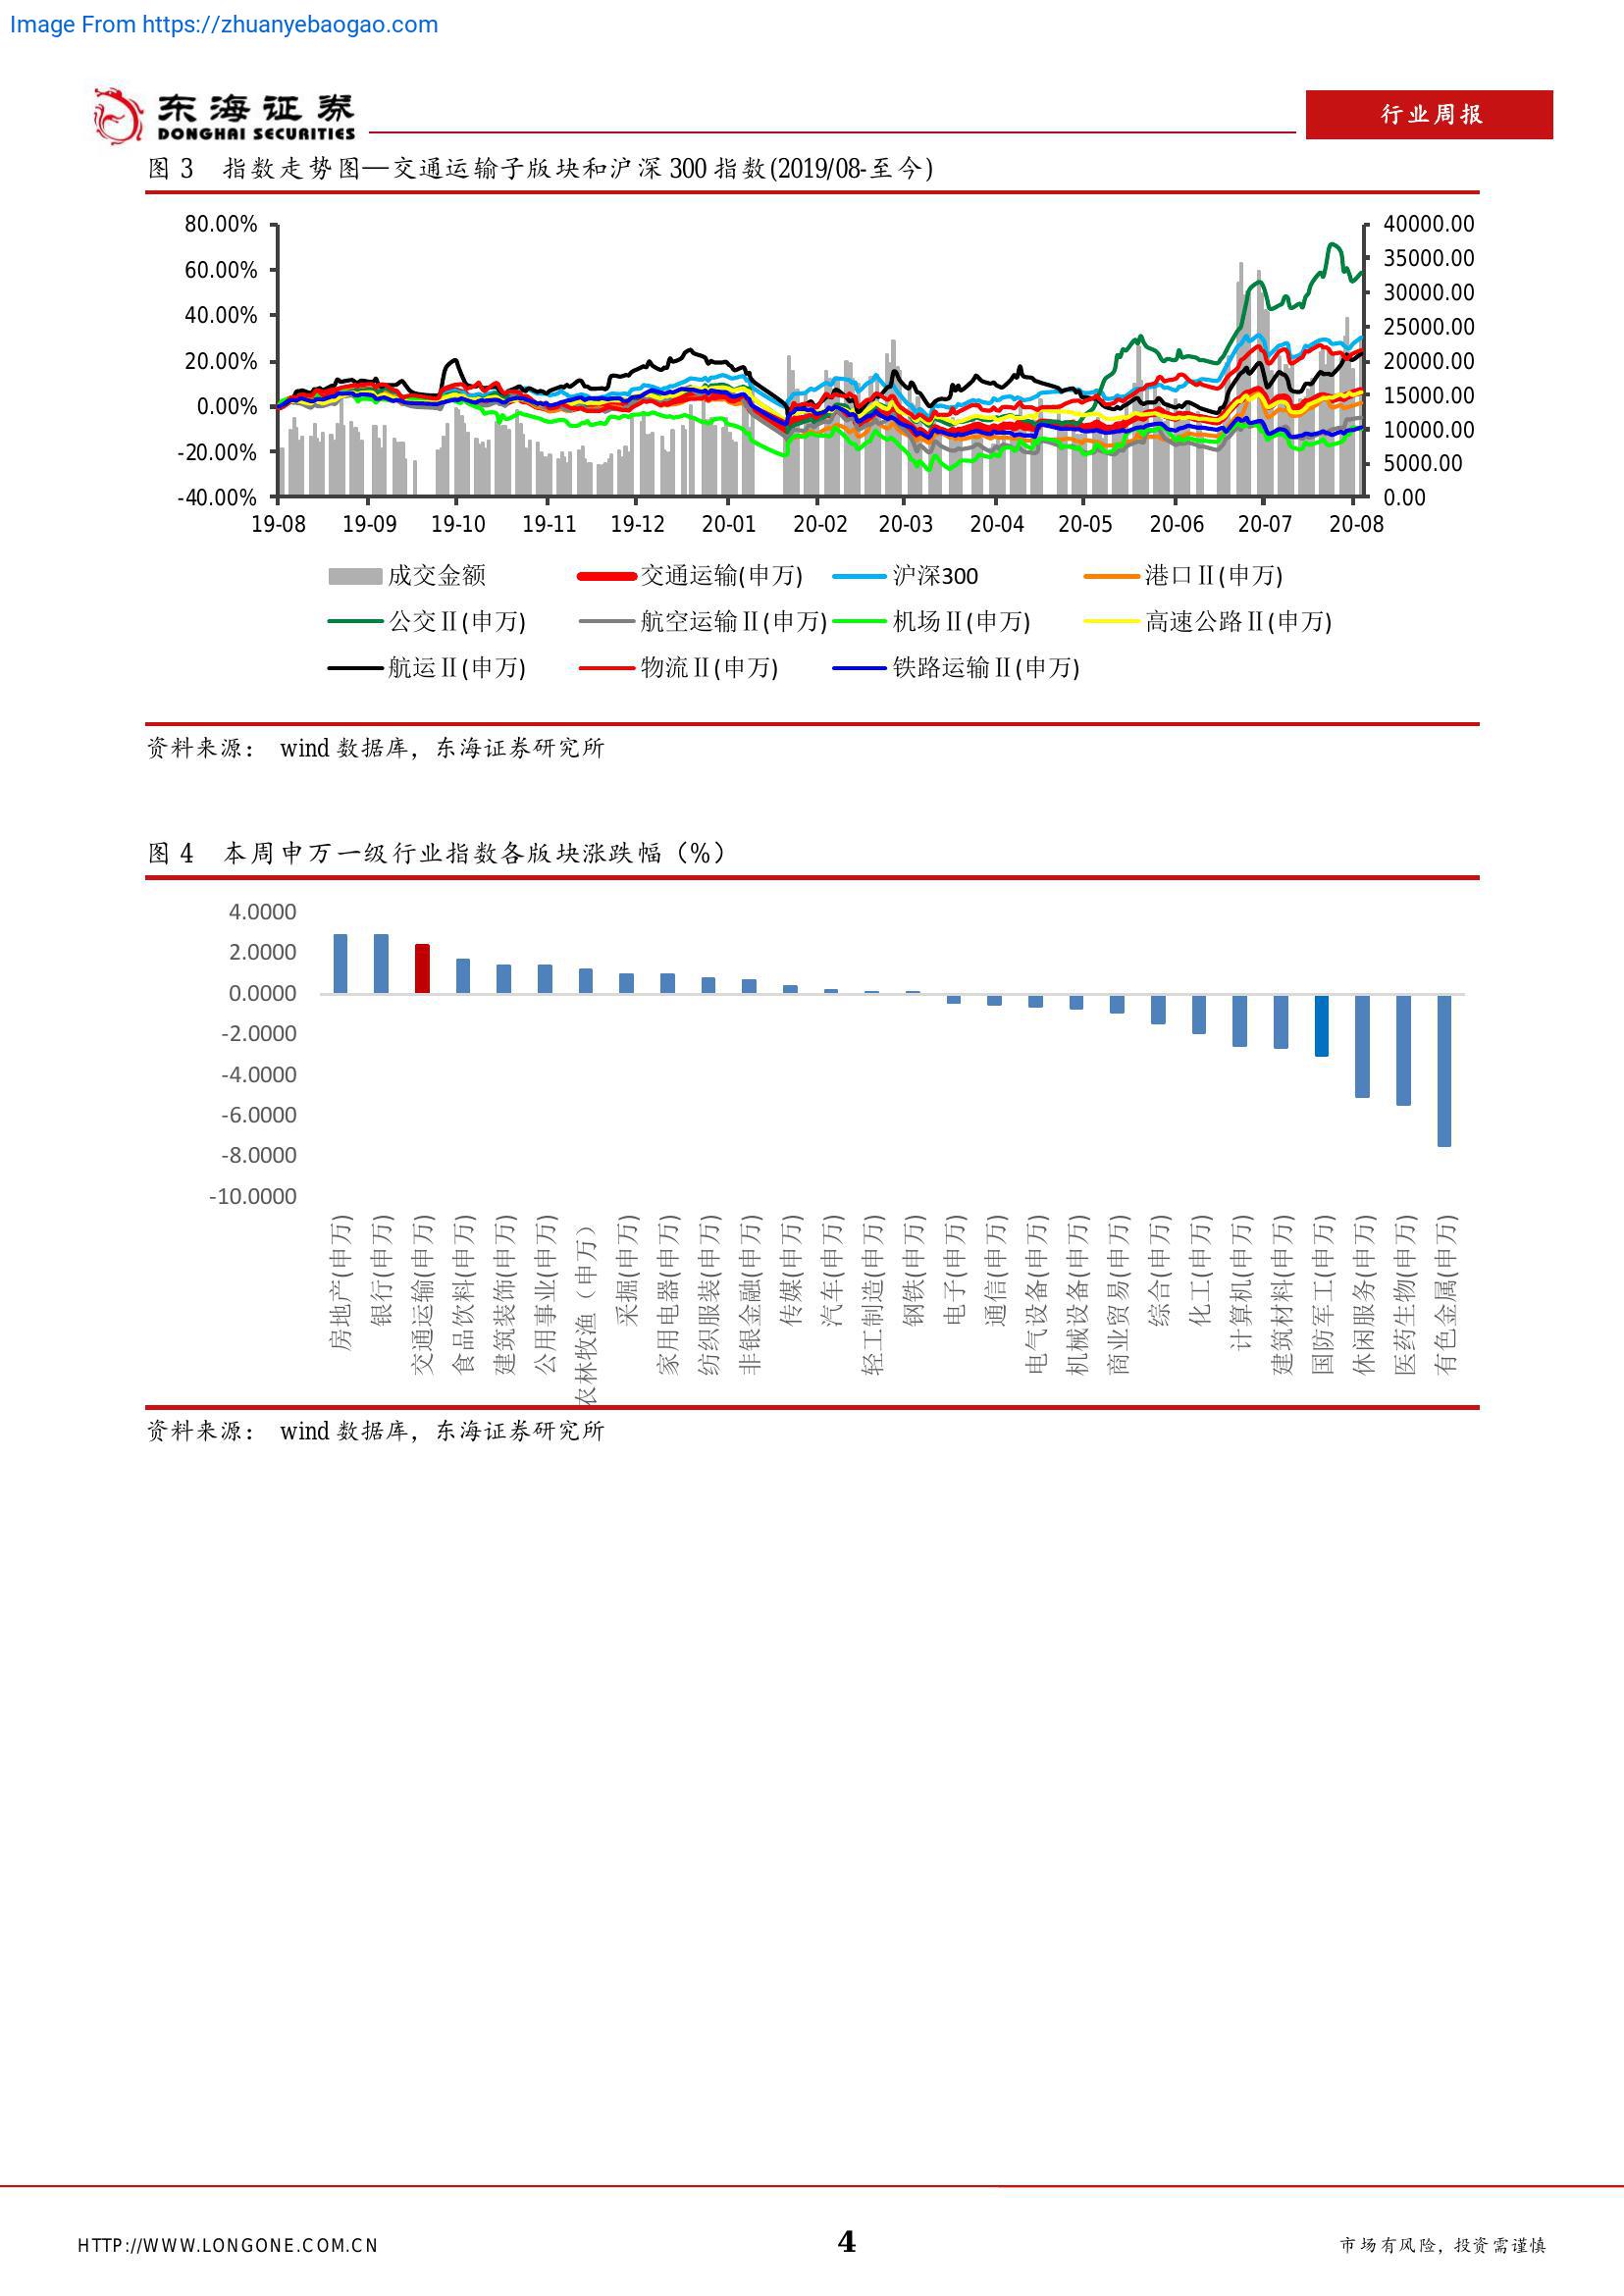 Image From https://zhuanyebaogao.com
东海证券
DONGHAI SECURITIES
行业周报
图 3 指数走势图—交通运输子版块和沪深 300 指数(2019/08-至今)
80.00%
60.00%
40.00%
20.00%
0.00%
-20.00%
-40.00%
40000.00
35000.00
30000.00
25000.00
20000.00
15000.00
10000.00
5000.00
0.00
19-08 19-09 19-10 19-11 19-12 20-01 20-02 20-03 20-04 20-05 20-06 20-07 20-08
成交金额 交通运输(申万) 沪深300 港口Ⅱ(申万)
公交Ⅱ(申万) 航空运输Ⅱ(申万) 机场Ⅱ(申万) 高速公路Ⅱ(申万)
航运Ⅱ(申万) 物流Ⅱ(申万) 铁路运输Ⅱ(申万)
资料来源： wind 数据库，东海证券研究所
图 4 本周申万一级行业指数各版块涨跌幅（%）
4.0000
2.0000
0.0000
-2.0000
-4.0000
-6.0000
-8.0000
-10.0000
房地产(申万)
银行(申万)
交通运输(申万)
食品饮料(申万)
建筑装饰(申万)
公用事业(申万)
农林牧渔（申万）
采掘(申万)
家用电器(申万)
纺织服装(申万)
非银金融(申万)
传媒(申万)
汽车(申万)
轻工制造(申万)
钢铁(申万)
电子(申万)
通信(申万)
电气设备(申万)
机械设备(申万)
商业贸易(申万)
综合(申万)
化工(申万)
计算机(申万)
建筑材料(申万)
国防军工(申万)
休闲服务(申万)
医药生物(申万)
有色金属(申万)
资料来源： wind 数据库，东海证券研究所
HTTP://WWW.LONGONE.COM.CN
4
市场有风险，投资需谨慎